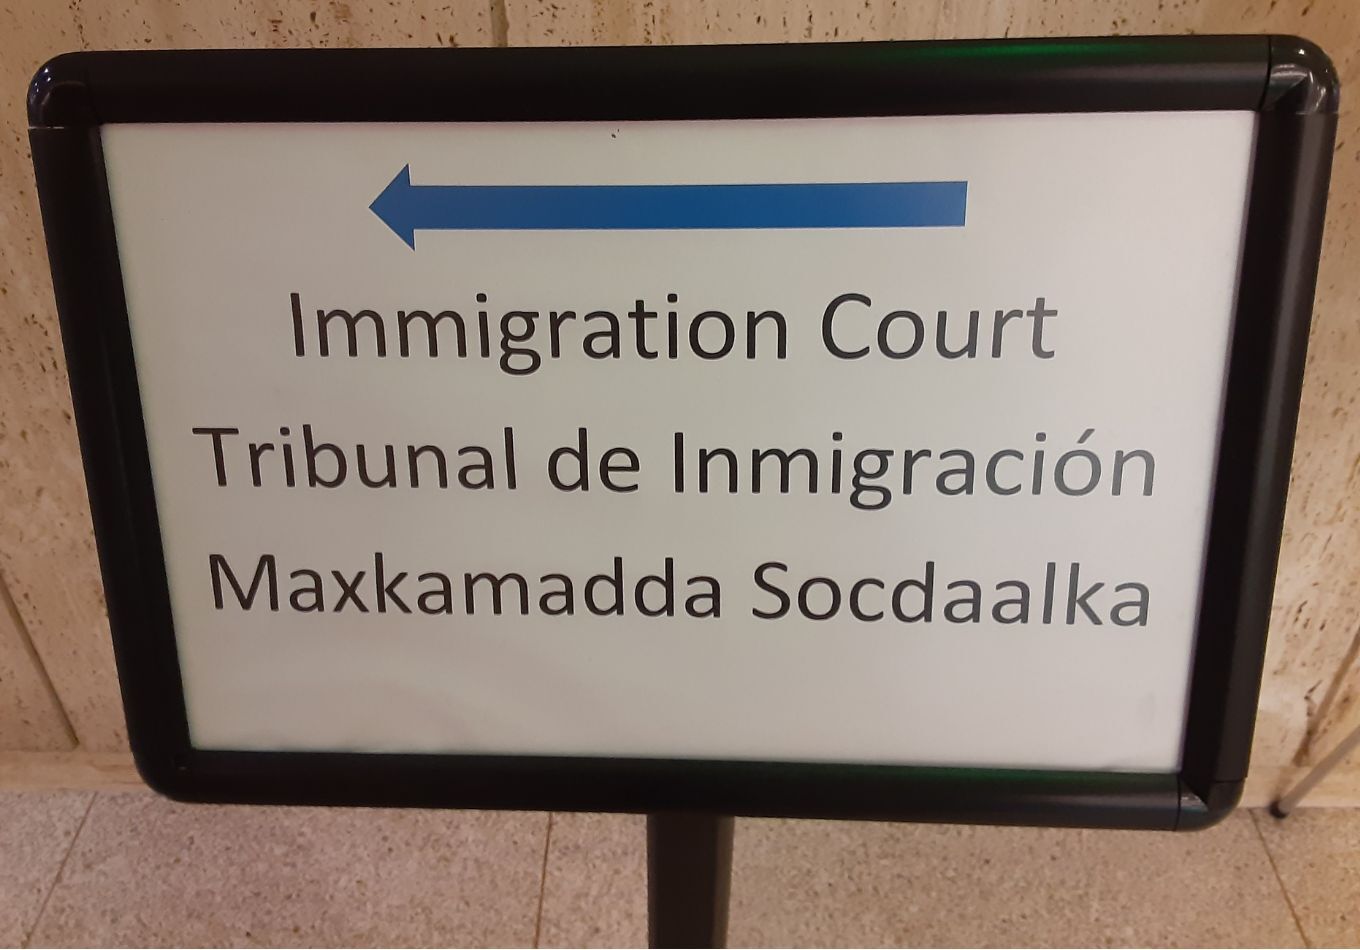 Immigration Court
Tribunal de Inmigración
Maxkamadda Socdaalka